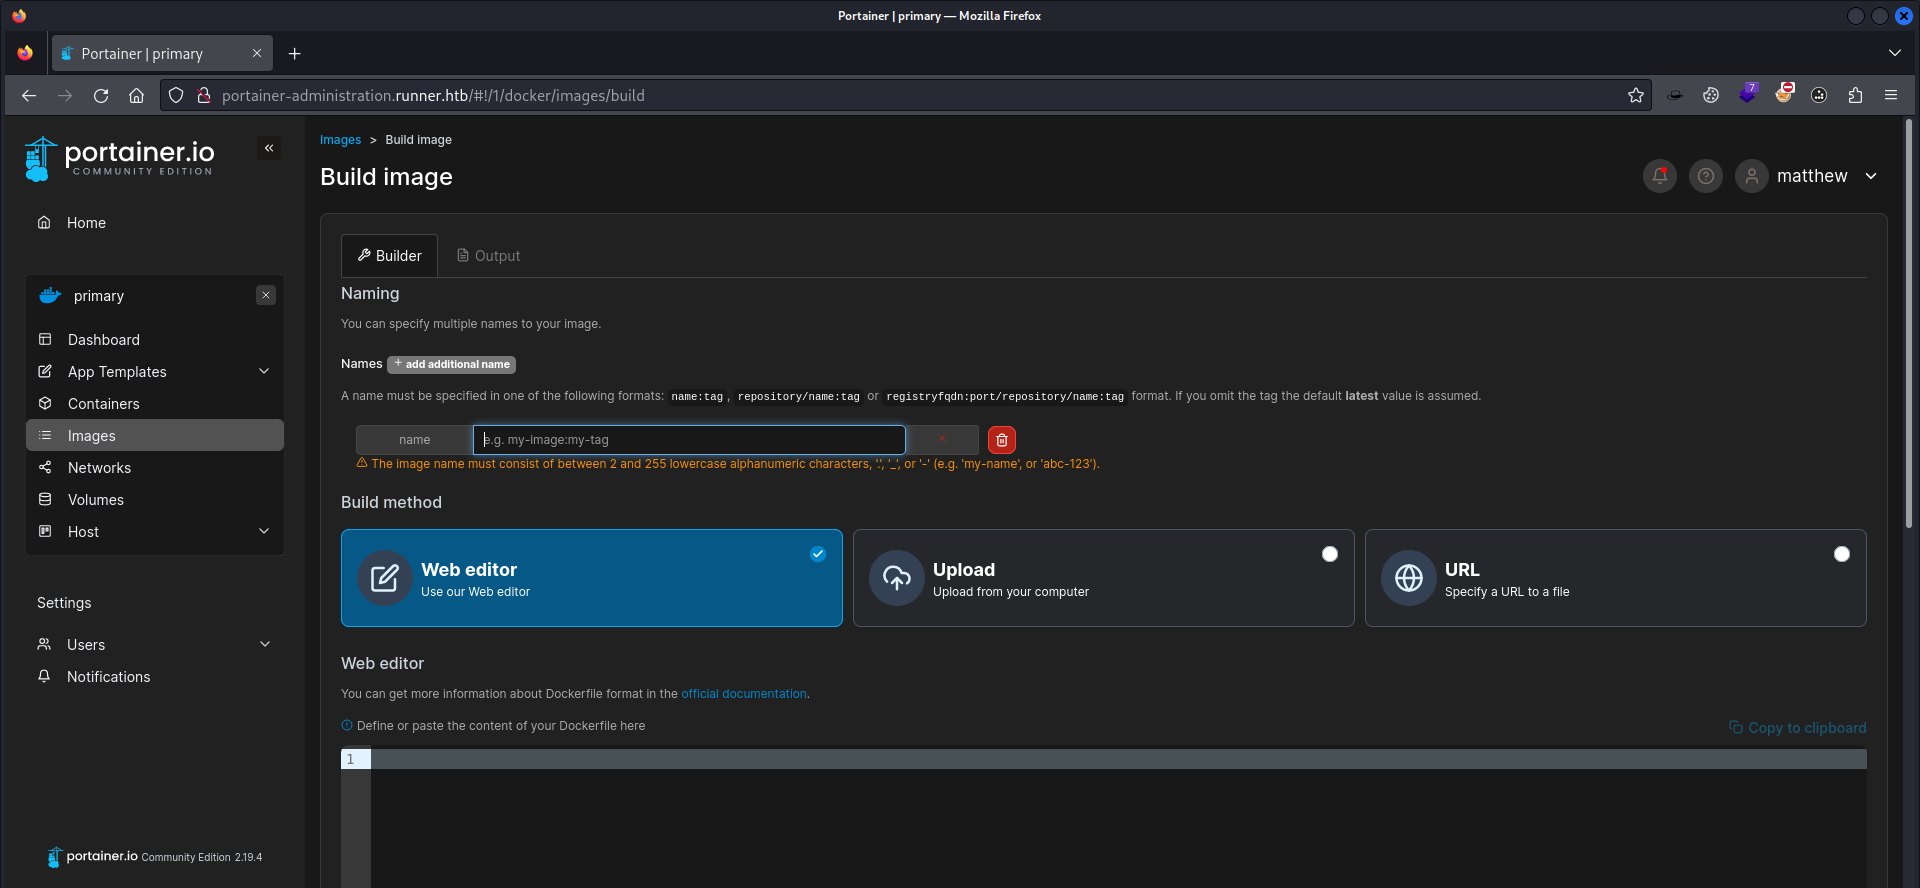 Portainer | primary — Mozilla Firefox
Portainer | primary
portainer-administration.runner.htb/#!/1/docker/images/build
7
portainer.io
COMMUNITY EDITION
Home
primary
Dashboard
App Templates
Containers
Images
Networks
Volumes
Host
Settings
Users
Notifications
portainer.io Community Edition 2.19.4
Images > Build image
Build image
matthew
Builder
Output
Naming
You can specify multiple names to your image.
Names + add additional name
A name must be specified in one of the following formats: name:tag , repository/name:tag or registryfqdn:port/repository/name:tag format. If you omit the tag the default latest value is assumed.
name
e.g. my-image:my-tag
The image name must consist of between 2 and 255 lowercase alphanumeric characters, '.', '_', or '-' (e.g. 'my-name', or 'abc-123').
Build method
Web editor
Use our Web editor
Upload
Upload from your computer
URL
Specify a URL to a file
Web editor
You can get more information about Dockerfile format in the official documentation.
Define or paste the content of your Dockerfile here
Copy to clipboard
1